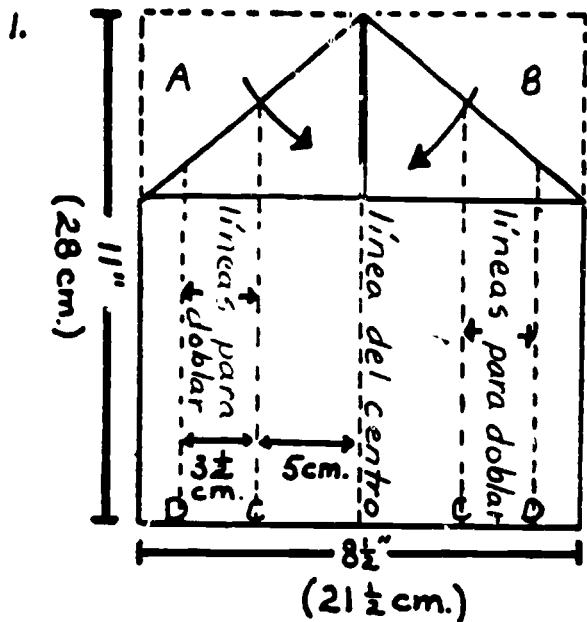 1.
A
B
11"
(28 cm.)
líneas para
doblar
línea del centro
líneas para doblar
3½
cm.
5cm.
D
C
C
D
8½"
(21½ cm.)